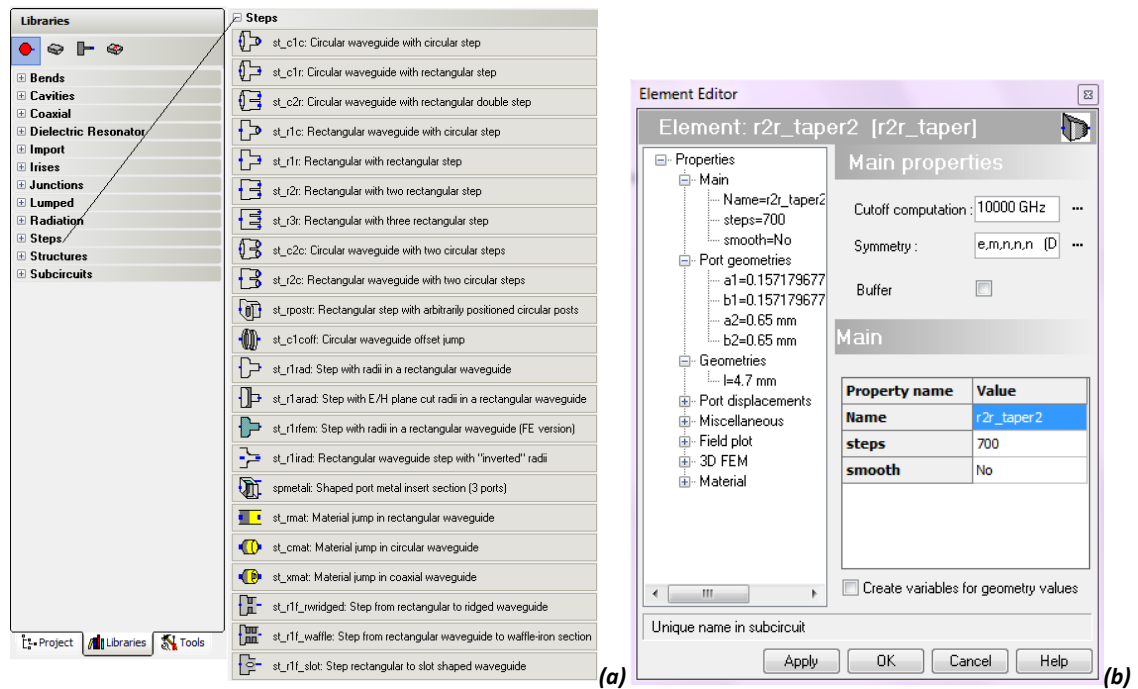 Libraries
Bends
Cavities
Coaxial
Dielectric Resonator
Import
Irises
Junctions
Lumped
Radiation
Steps
Structures
Subcircuits
Project
Libraries
Tools
Steps
st_c1c: Circular waveguide with circular step
st_c1r: Circular waveguide with rectangular step
st_c2r: Circular waveguide with rectangular double step
st_r1c: Rectangular waveguide with circular step
st_r1r: Rectangular with rectangular step
st_r2r: Rectangular with two rectangular step
st_r3r: Rectangular with three rectangular step
st_c2c: Circular waveguide with two circular steps
st_r2c: Rectangular waveguide with two circular steps
st_rpostr: Rectangular step with arbitrarily positioned circular posts
st_c1coff: Circular waveguide offset jump
st_r1rad: Step with radii in a rectangular waveguide
st_r1arad: Step with E/H plane cut radii in a rectangular waveguide
st_r1rfem: Step with radii in a rectangular waveguide (FE version)
st_r1irad: Rectangular waveguide step with "inverted" radii
spmetali: Shaped port metal insert section (3 ports)
st_rmat: Material jump in rectangular waveguide
st_cmat: Material jump in circular waveguide
st_xmat: Material jump in coaxial waveguide
st_r1f_rwridged: Step from rectangular to ridged waveguide
st_r1f_waffle: Step from rectangular waveguide to waffle-iron section
st_r1f_slot: Step rectangular to slot shaped waveguide
(a)
Element Editor
Element: r2r_taper2 [r2r_taper]
Properties
Main
Name=r2r_taper2
steps=700
smooth=No
Port geometries
a1=0.157179677
b1=0.157179677
a2=0.65 mm
b2=0.65 mm
Geometries
l=4.7 mm
Port displacements
Miscellaneous
Field plot
3D FEM
Material
Main properties
Cutoff computation : 10000 GHz ...
Symmetry : e,m,n,n,n (D ...
Buffer
Main
Property name Value
Name r2r_taper2
steps 700
smooth No
Create variables for geometry values
Unique name in subcircuit
Apply OK Cancel Help
(b)